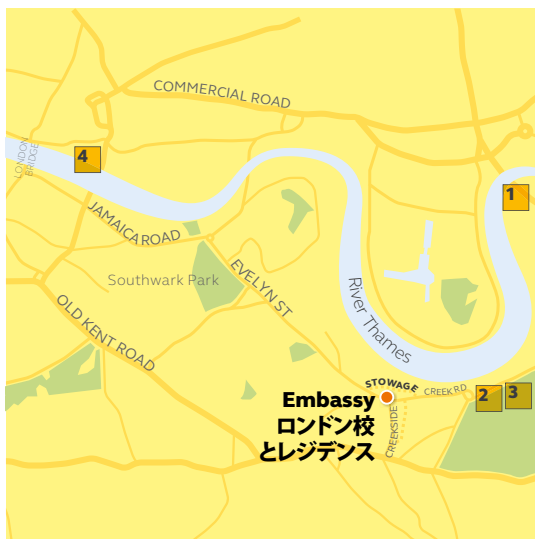 COMMERCIAL ROAD
LONDON
BRIDGE
4
1
JAMAICA ROAD
Southwark Park
EVELYN ST
River Thames
OLD KENT ROAD
STOWAGE
CREEK RD
2
3
CREEKSIDE
Embassy
ロンドン校
とレジデンス